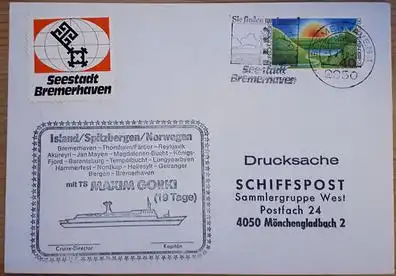 Seestadt
Bremerhaven
Sie finden
Seestadt
Bremerhaven
2850
Island/Spitzbergen/Norwegen
Bremerhaven - Thorshavn/Färöer - Reykjavik
Akureyri - Jan Mayen - Magdalenen-Bucht - Königs-
Fjord - Barentsburg - Tempelbucht - Longyearbyen
Hammerfest - Nordkap - Hellesylt - Geiranger
Bergen - Bremerhaven
mit TS MAXIM GORKI
(19 Tage)
Cruise-Director Kapitän
Drucksache
SCHIFFSPOST
Sammlergruppe West
Postfach 24
4050 Mönchengladbach 2